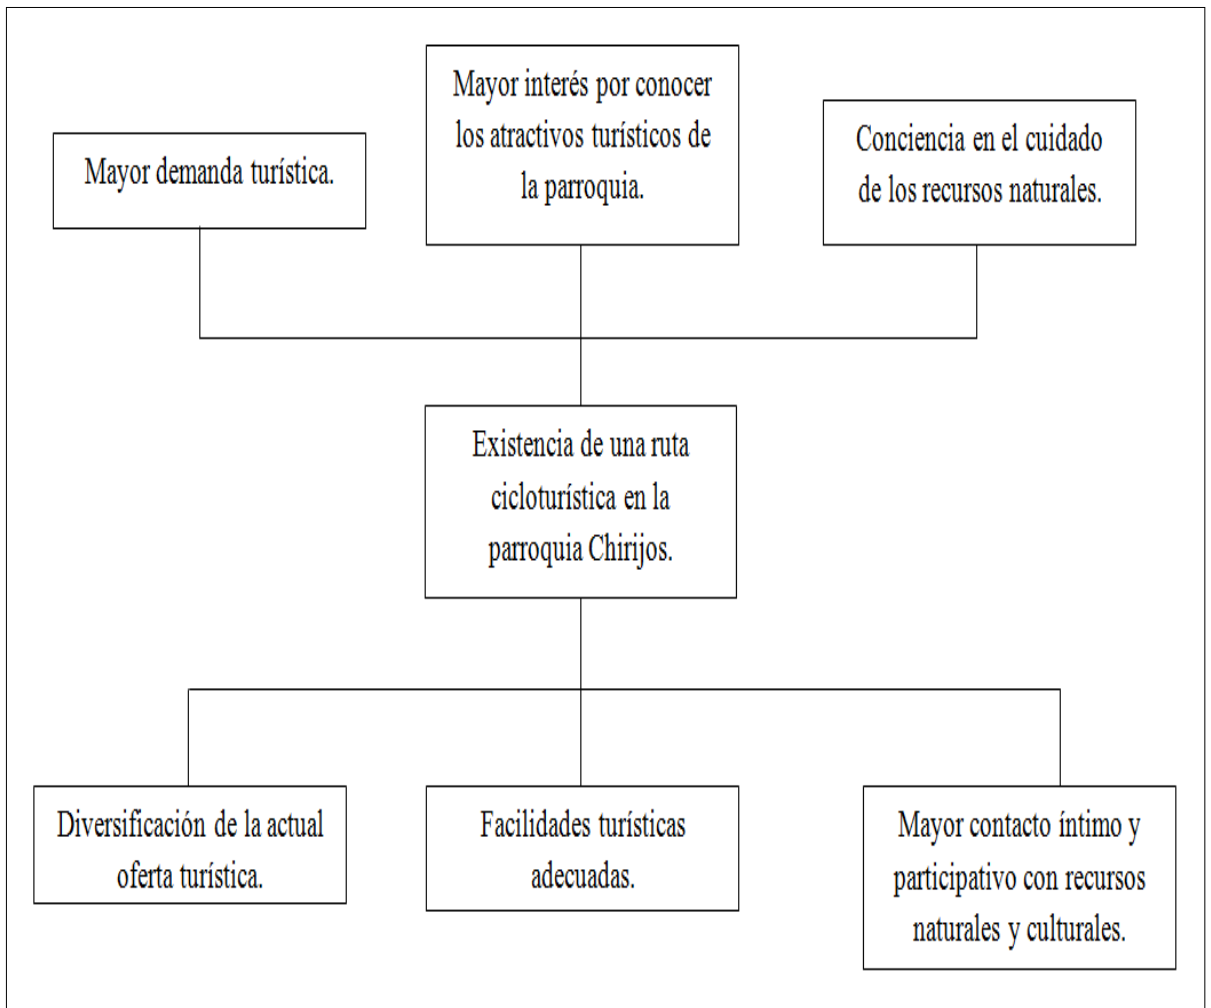 Mayor demanda turística.
Mayor interés por conocer
los atractivos turísticos de
la parroquia.
Conciencia en el cuidado
de los recursos naturales.
Existencia de una ruta
cicloturística en la
parroquia Chirijos.
Diversificación de la actual
oferta turística.
Facilidades turísticas
adecuadas.
Mayor contacto íntimo y
participativo con recursos
naturales y culturales.